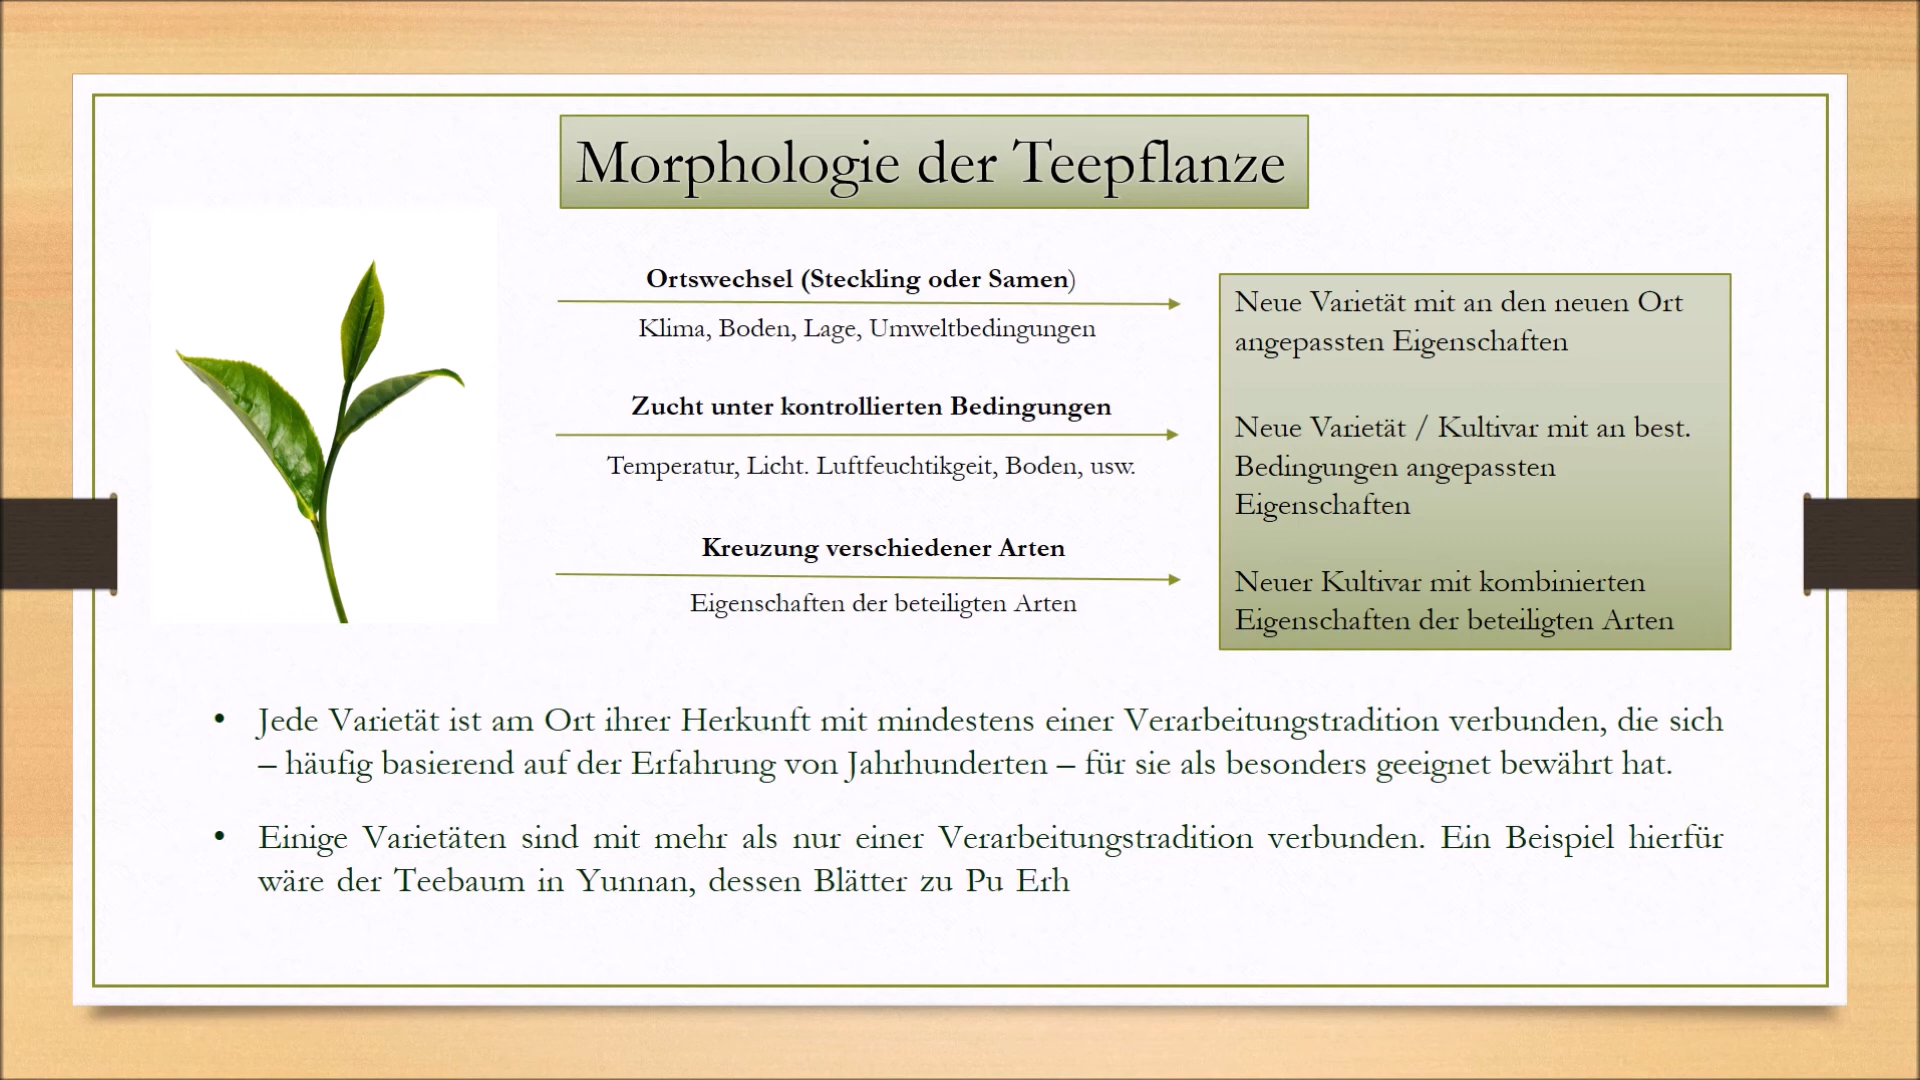 Morphologie der Teepflanze
Ortswechsel (Steckling oder Samen)
Klima, Boden, Lage, Umweltbedingungen
Neue Varietät mit an den neuen Ort
angepassten Eigenschaften
Zucht unter kontrollierten Bedingungen
Temperatur, Licht. Luftfeuchtikgeit, Boden, usw.
Neue Varietät / Kultivar mit an best.
Bedingungen angepassten
Eigenschaften
Kreuzung verschiedener Arten
Eigenschaften der beteiligten Arten
Neuer Kultivar mit kombinierten
Eigenschaften der beteiligten Arten
• Jede Varietät ist am Ort ihrer Herkunft mit mindestens einer Verarbeitungstradition verbunden, die sich
– häufig basierend auf der Erfahrung von Jahrhunderten – für sie als besonders geeignet bewährt hat.
• Einige Varietäten sind mit mehr als nur einer Verarbeitungstradition verbunden. Ein Beispiel hierfür
wäre der Teebaum in Yunnan, dessen Blätter zu Pu Erh